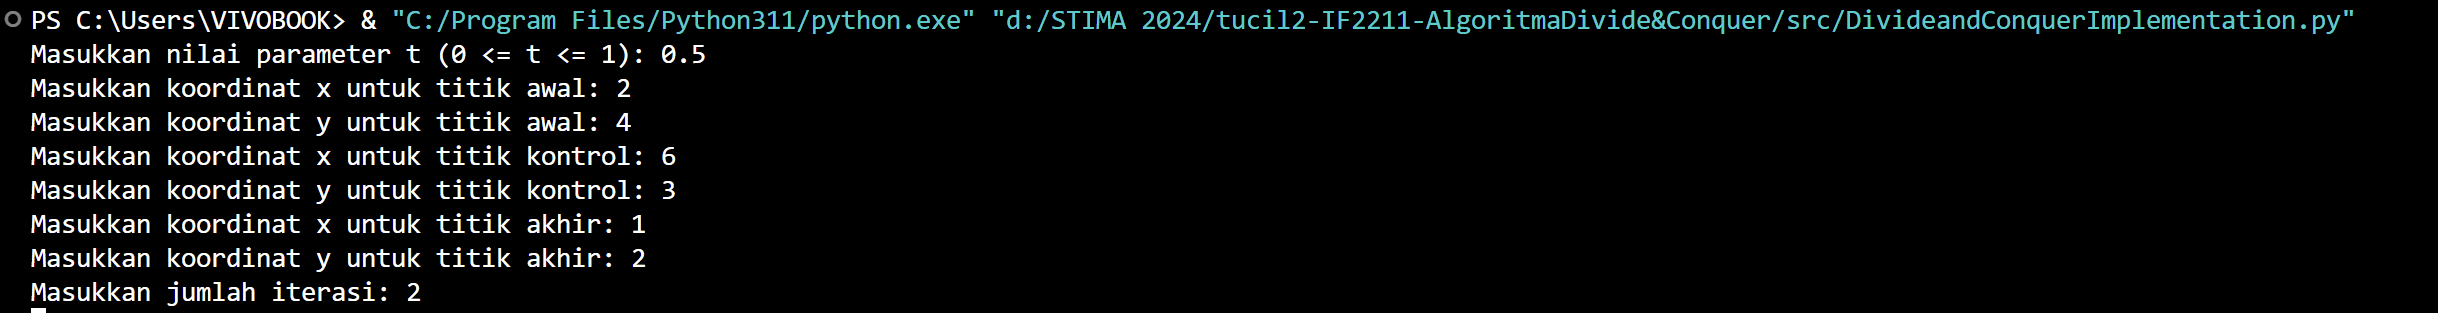 PS C:\Users\VIVOBOOK> & "C:/Program Files/Python311/python.exe" "d:/STIMA 2024/tucil2-IF2211-AlgoritmaDivide&Conquer/src/DivideandConquerImplementation.py"
Masukkan nilai parameter t (0 <= t <= 1): 0.5
Masukkan koordinat x untuk titik awal: 2
Masukkan koordinat y untuk titik awal: 4
Masukkan koordinat x untuk titik kontrol: 6
Masukkan koordinat y untuk titik kontrol: 3
Masukkan koordinat x untuk titik akhir: 1
Masukkan koordinat y untuk titik akhir: 2
Masukkan jumlah iterasi: 2